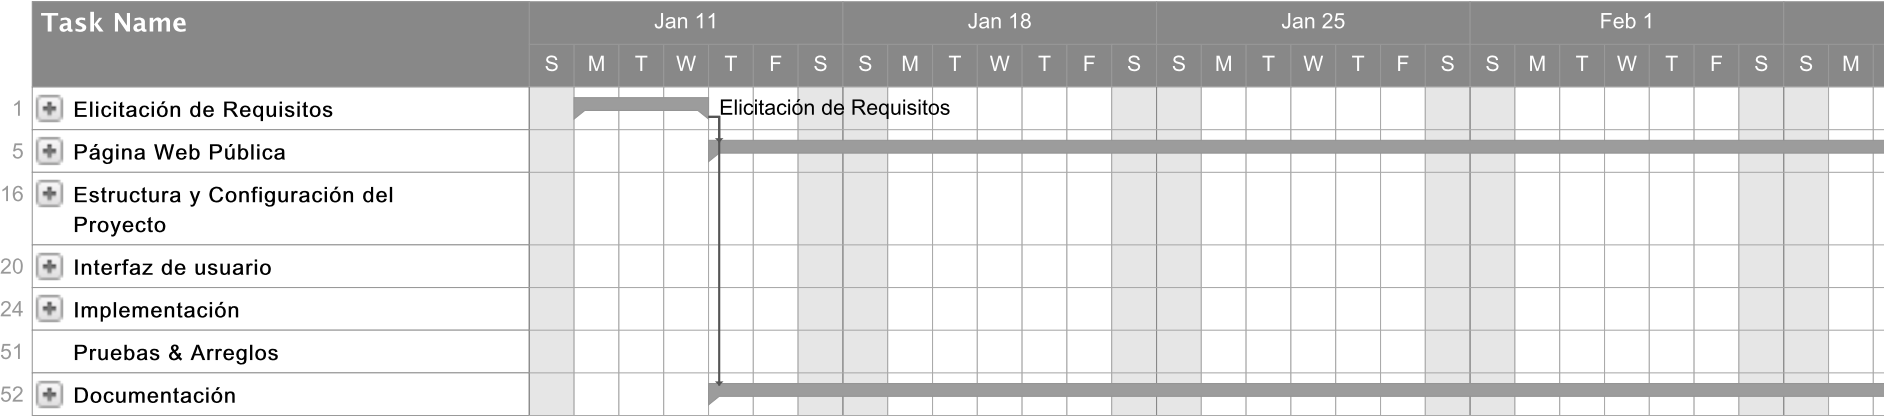 Task Name
Jan 11 Jan 18 Jan 25 Feb 1
S M T W T F S S M T W T F S S M T W T F S S M T W T F S S M
1 Elicitación de Requisitos Elicitación de Requisitos
5 Página Web Pública
16 Estructura y Configuración del
Proyecto
20 Interfaz de usuario
24 Implementación
51 Pruebas & Arreglos
52 Documentación